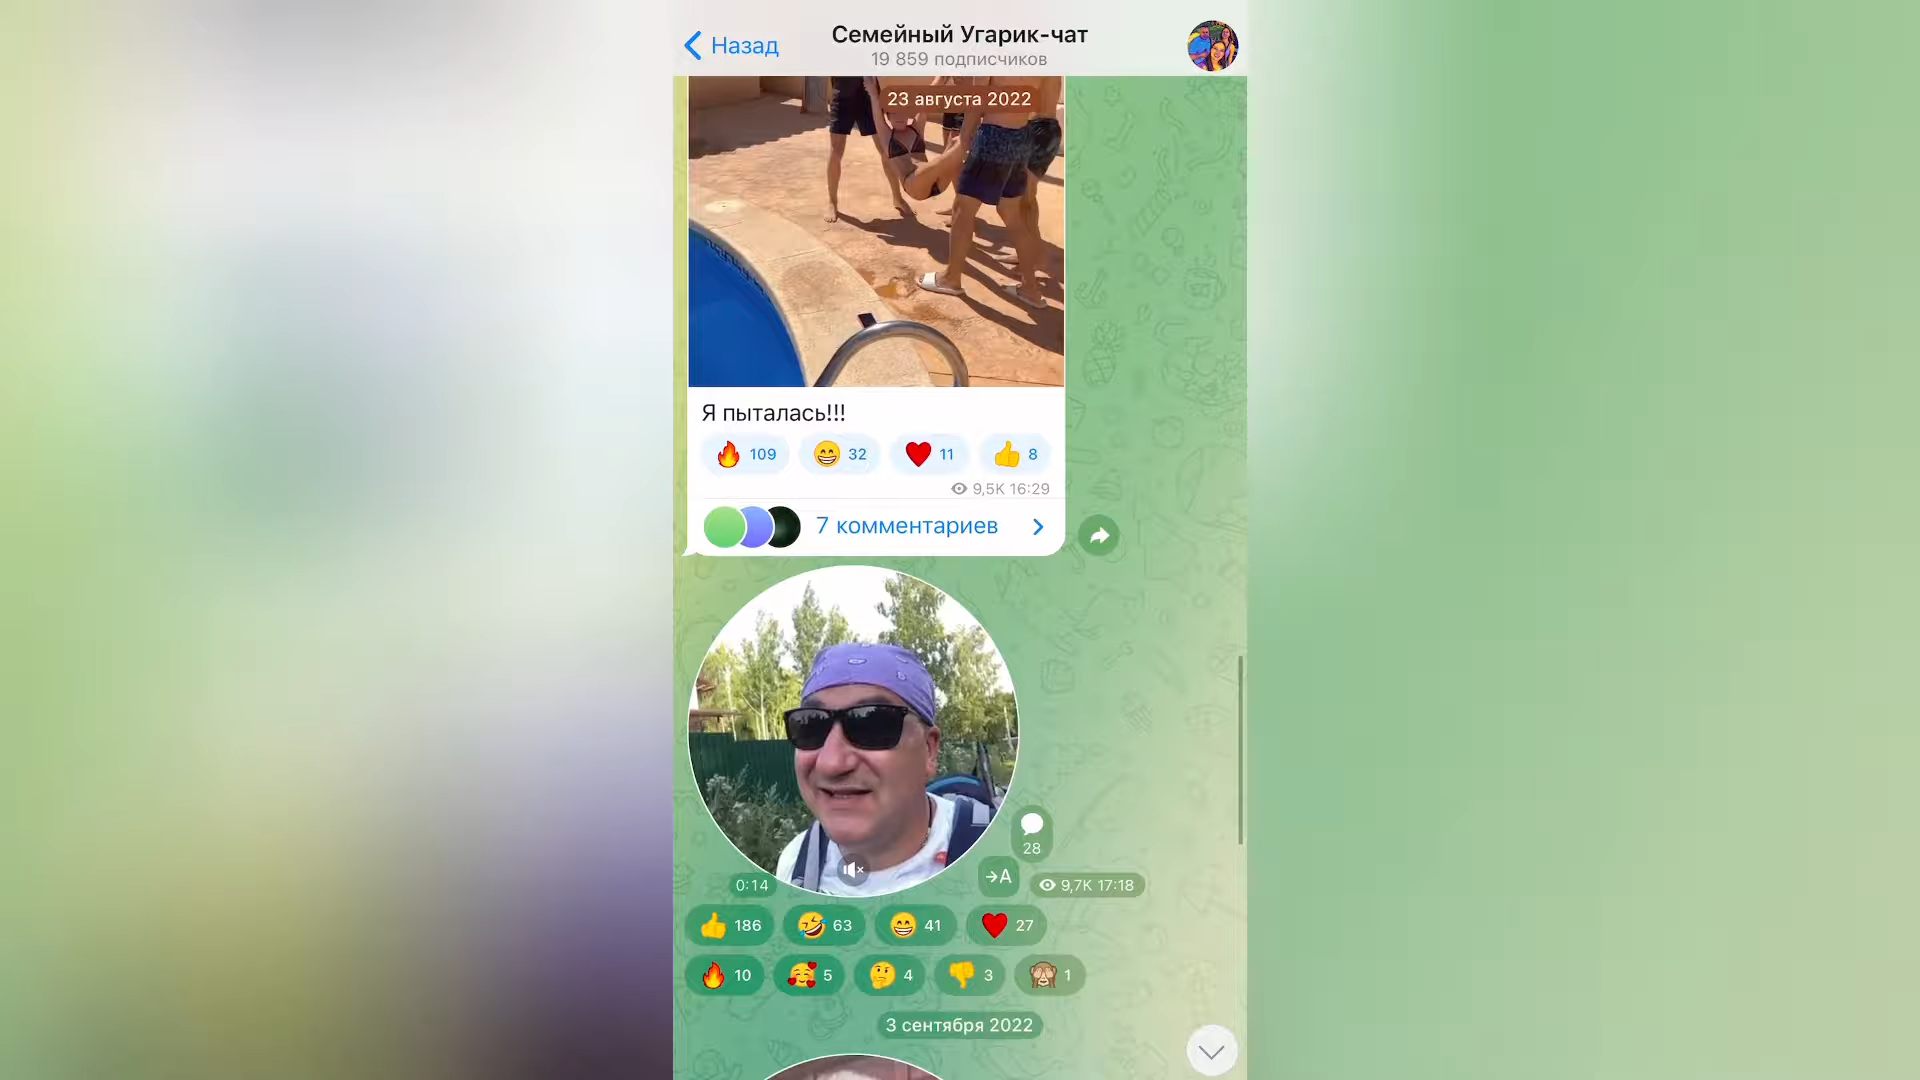 Назад
Семейный Угарик-чат
19 859 подписчиков
23 августа 2022
Я пыталась!!!
109 32 11 8
9,5K 16:29
7 комментариев
28
→A
0:14
9,7K 17:18
186 63 41 27
10 5 4 3 1
3 сентября 2022